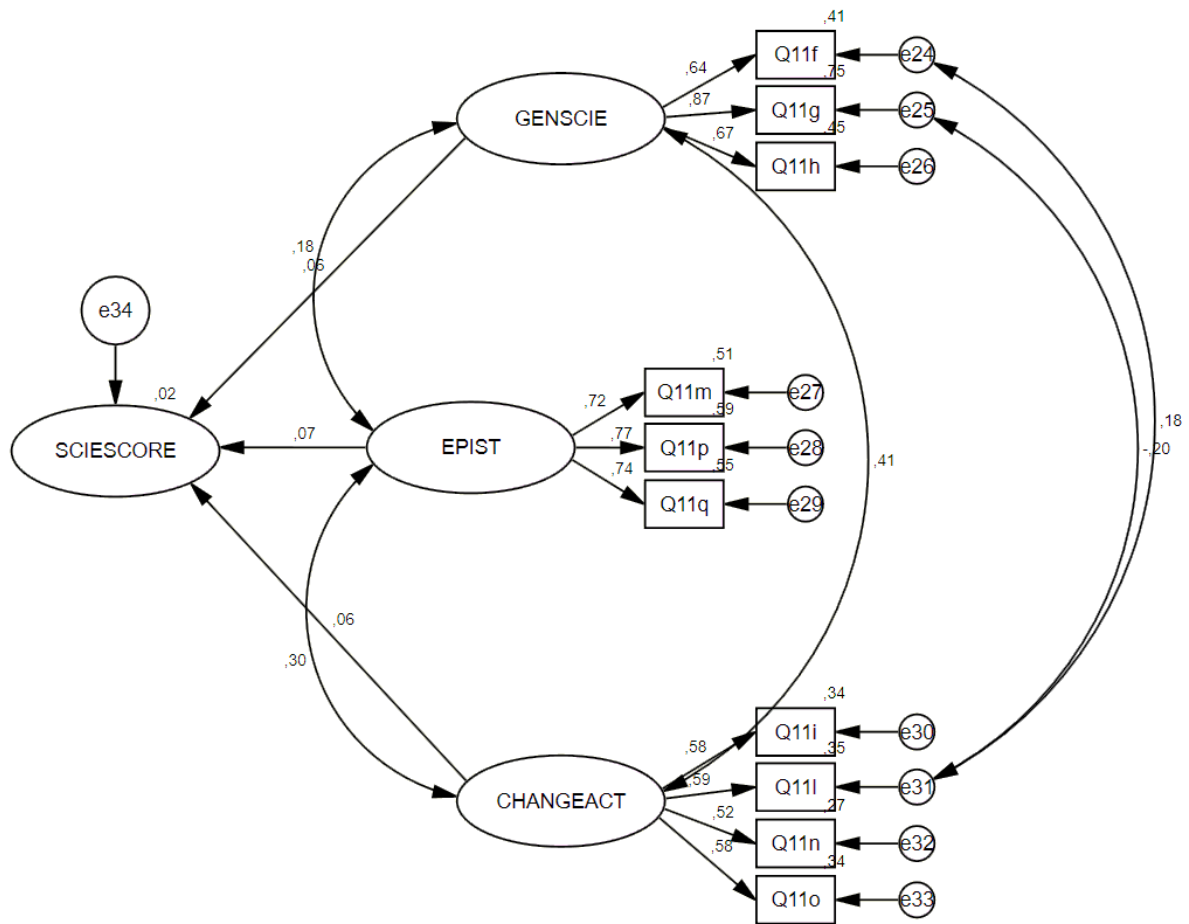 ,41
Q11f
e24
,64
,75
,87
Q11g
e25
GENSCIE
,45
,67
Q11h
e26
,18
,06
e34
,51
,02
Q11m
e27
,72
,59
,18
,07
,77
Q11p
e28
-,20
SCIESCORE
EPIST
,55
,41
,74
Q11q
e29
,06
,30
,34
Q11i
e30
,58
,35
,59
Q11l
e31
CHANGEACT
,27
,52
Q11n
e32
,58
,34
Q11o
e33